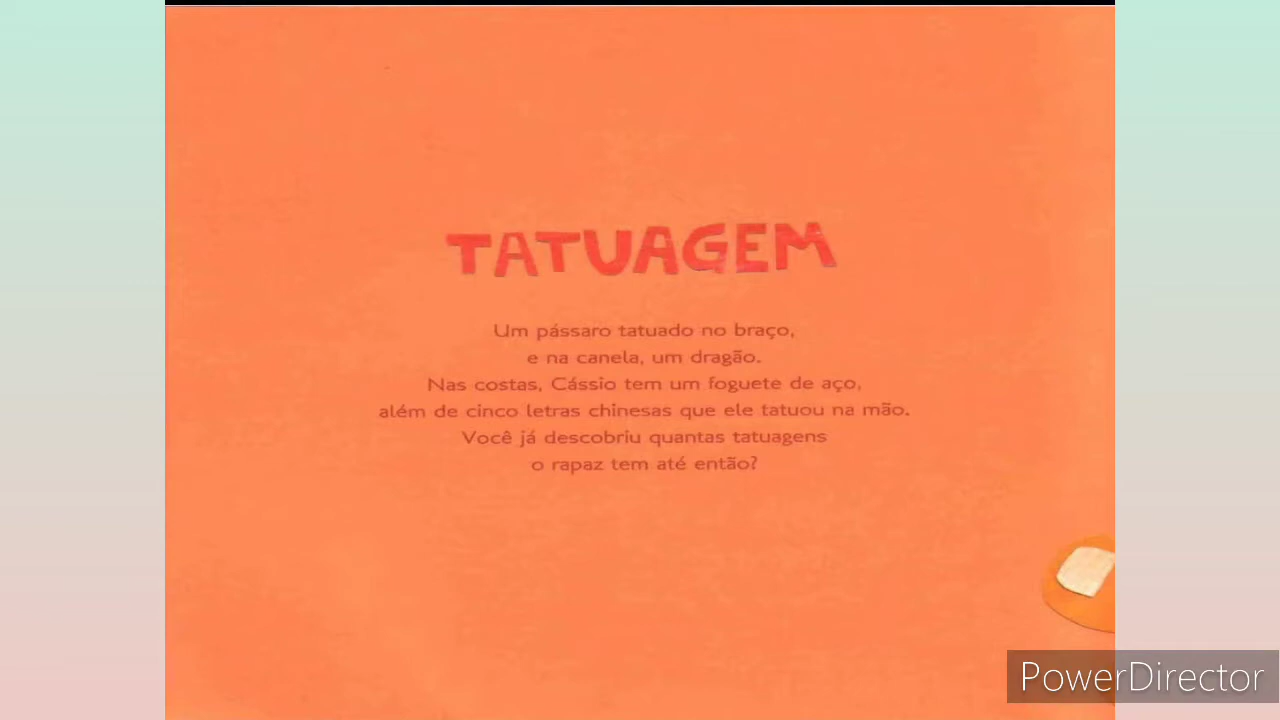 TATUAGEM
Um pássaro tatuado no braço,
e na canela, um dragão.
Nas costas, Cássio tem um foguete de aço,
além de cinco letras chinesas que ele tatuou na mão.
Você já descobriu quantas tatuagens
o rapaz tem até então?
PowerDirector